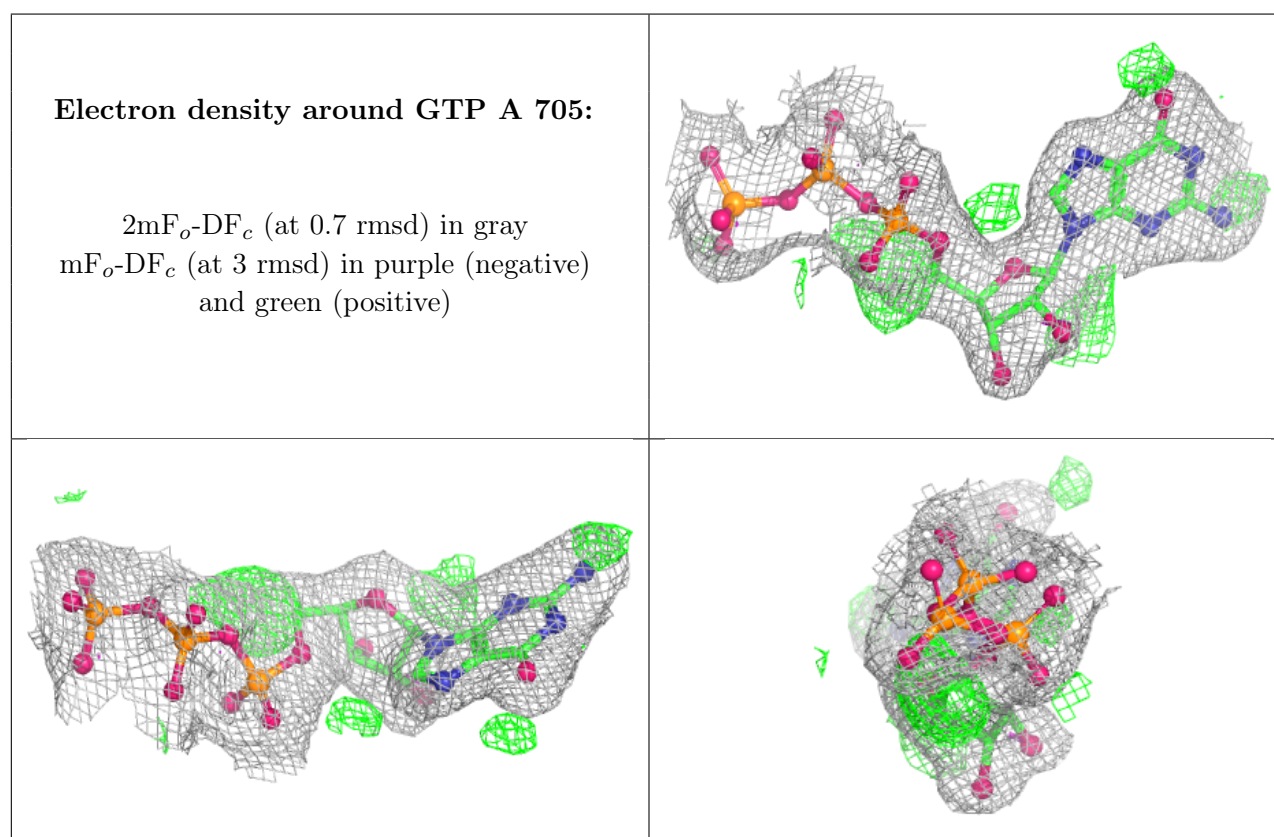 Electron density around GTP A 705:
2mFo-DFc (at 0.7 rmsd) in gray
mFo-DFc (at 3 rmsd) in purple (negative)
and green (positive)